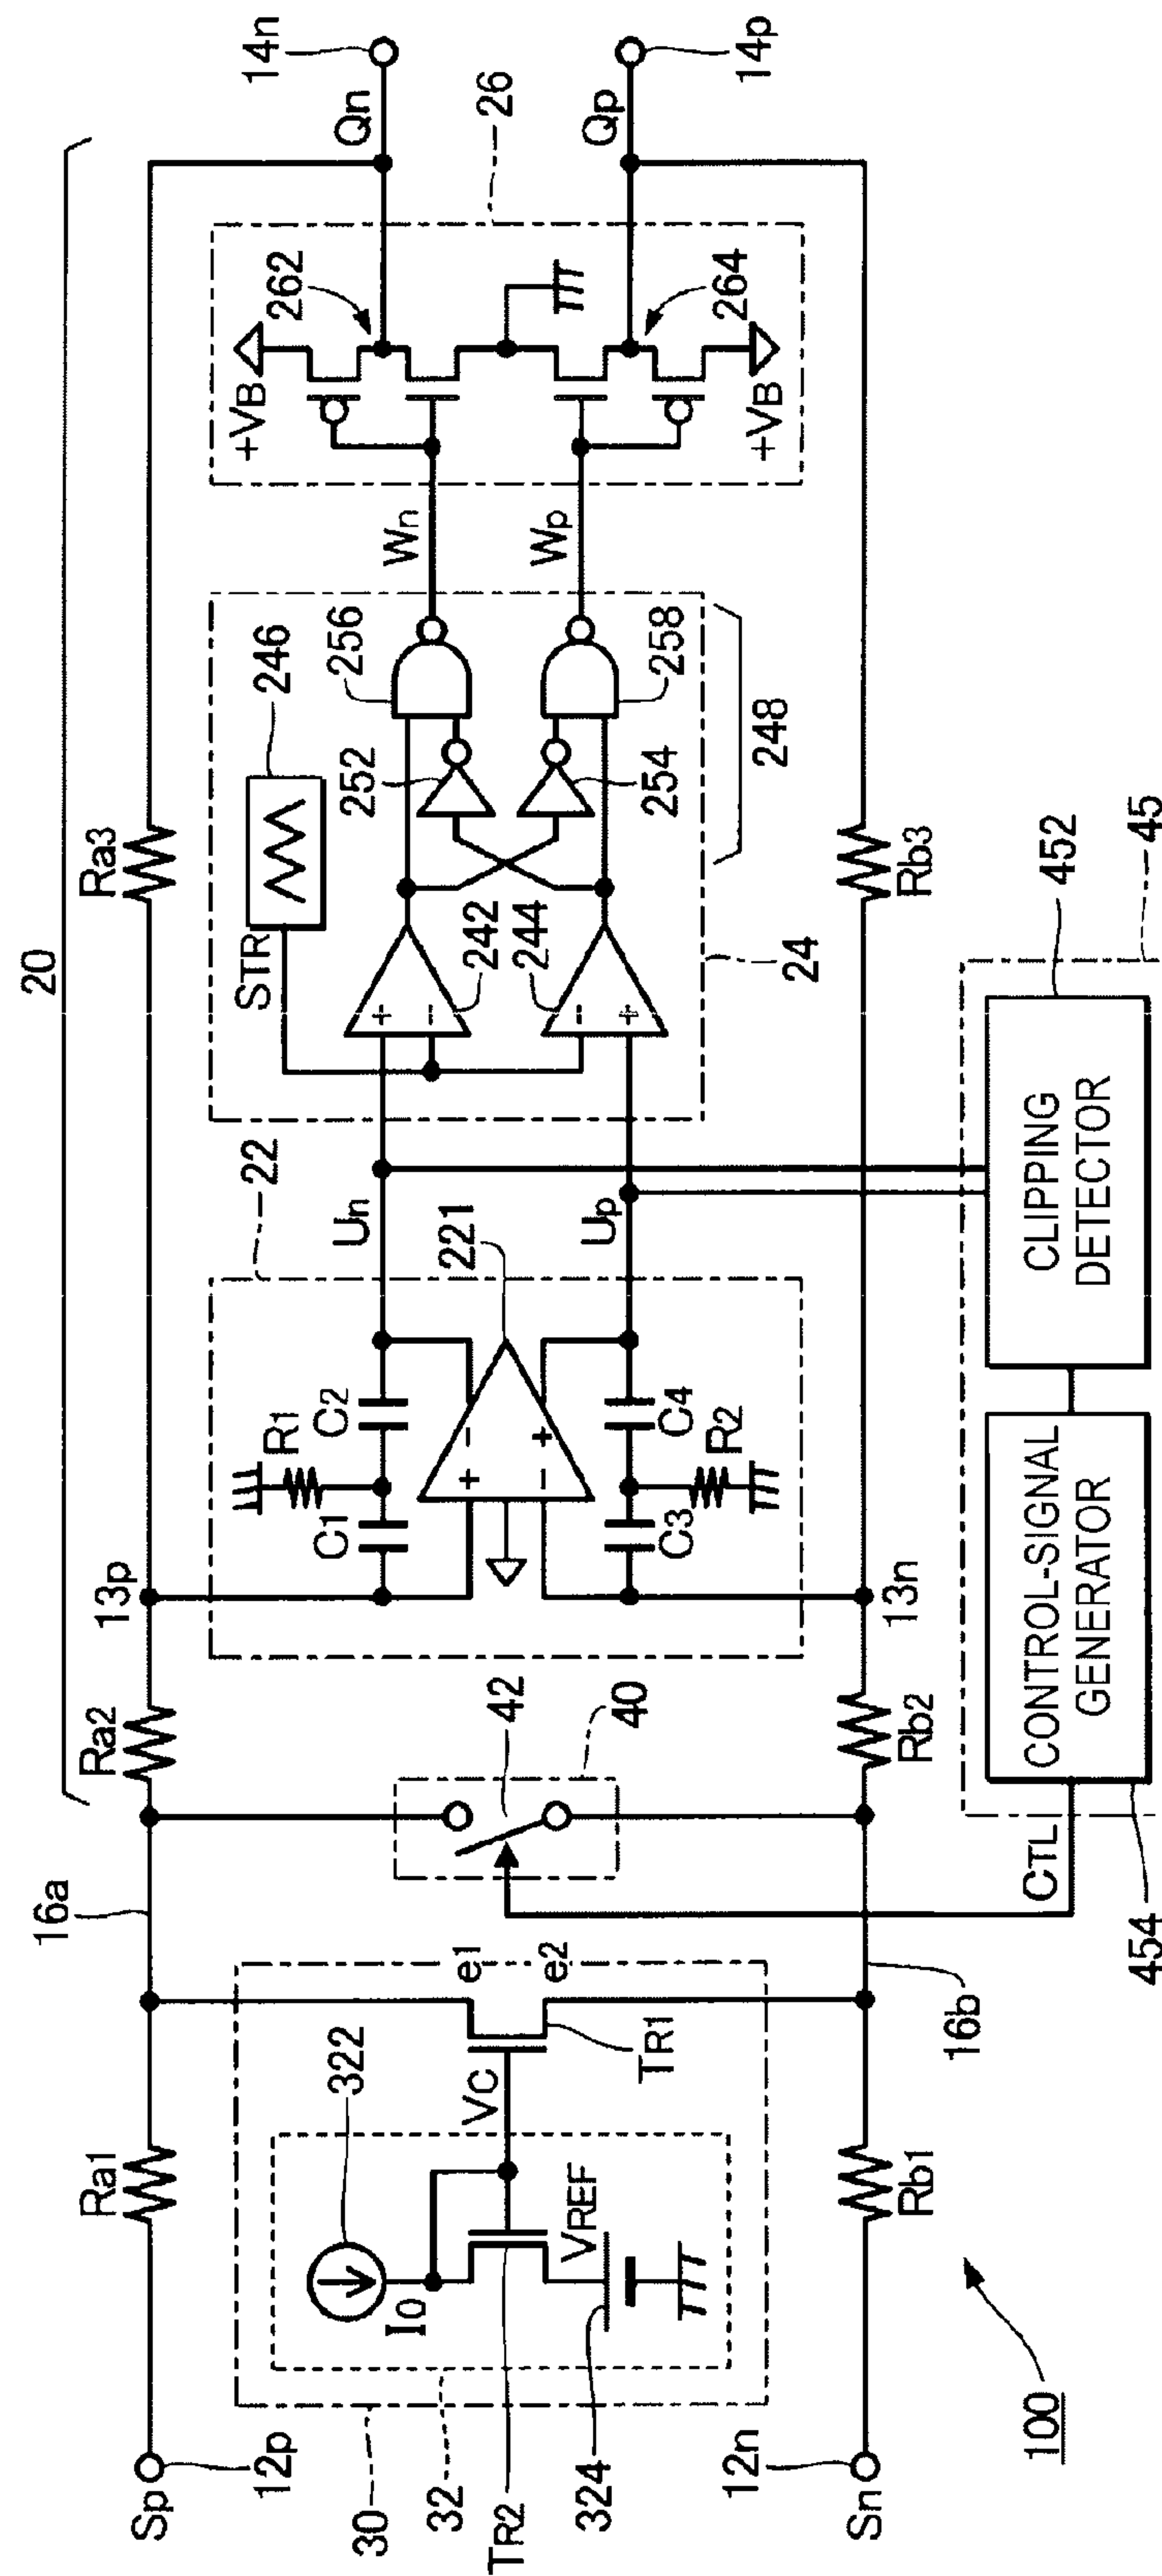 20
Sp
12p
Ra1
16a
Ra2
13p
Ra3
Qn
14n
30
32
TR2
322
I0
VREF
324
VC
e1
e2
TR1
42
40
22
C1
R1
C2
+
-
-
+
221
C3
C4
R2
Un
Up
24
STR
246
+
-
242
-
+
244
252
254
256
258
248
Wn
Wp
26
+VB
262
264
+VB
Qp
14p
Sn
12n
Rb1
16b
Rb2
13n
Rb3
100
CTL
45
454
CONTROL-SIGNAL
GENERATOR
452
CLIPPING
DETECTOR